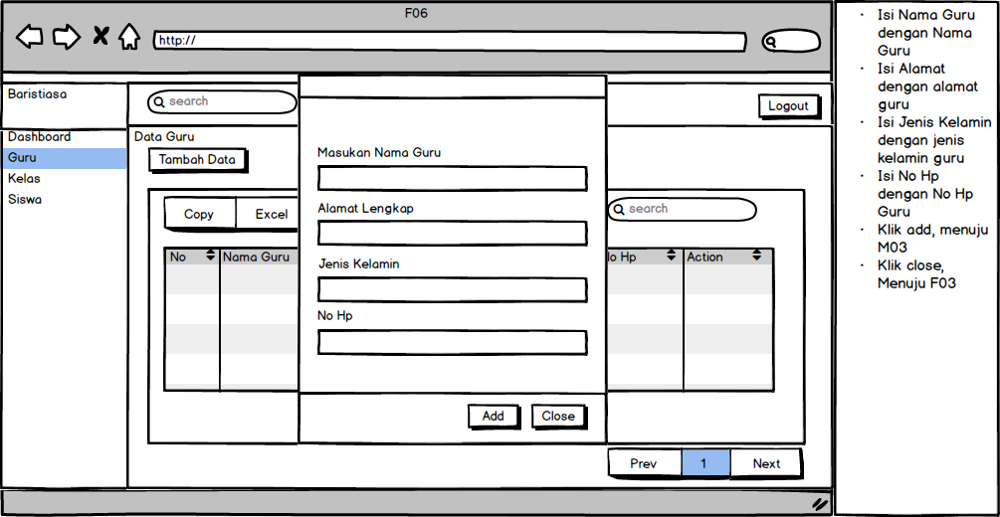 F06
http://
Baristiasa
search
Logout
Dashboard
Guru
Kelas
Siswa
Data Guru
Tambah Data
Copy
Excel
search
No
Nama Guru
No Hp
Action
Masukan Nama Guru
Alamat Lengkap
Jenis Kelamin
No Hp
Add
Close
Prev
1
Next
· Isi Nama Guru
dengan Nama
Guru
· Isi Alamat
dengan alamat
guru
· Isi Jenis Kelamin
dengan jenis
kelamin guru
· Isi No Hp
dengan No Hp
Guru
· Klik add, menuju
M03
· Klik close,
Menuju F03